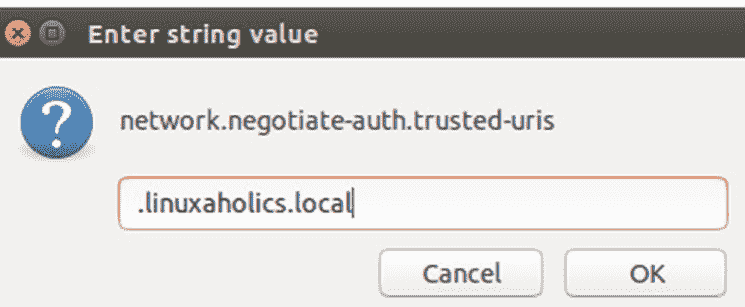 Enter string value
network.negotiate-auth.trusted-uris
.linuxaholics.local
Cancel OK